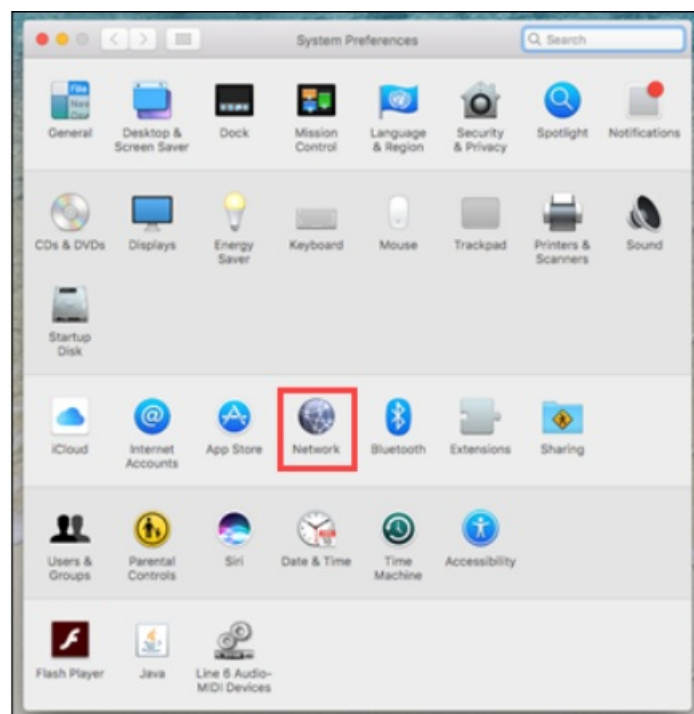 System Preferences
Search
General
Desktop &
Screen Saver
Dock
Mission
Control
Language
& Region
Security
& Privacy
Spotlight
Notifications
CDs & DVDs
Displays
Energy
Saver
Keyboard
Mouse
Trackpad
Printers &
Scanners
Sound
Startup
Disk
iCloud
Internet
Accounts
App Store
Network
Bluetooth
Extensions
Sharing
Users &
Groups
Parental
Controls
Siri
Date & Time
Time
Machine
Accessibility
Flash Player
Java
Line 6 Audio-
MIDI Devices